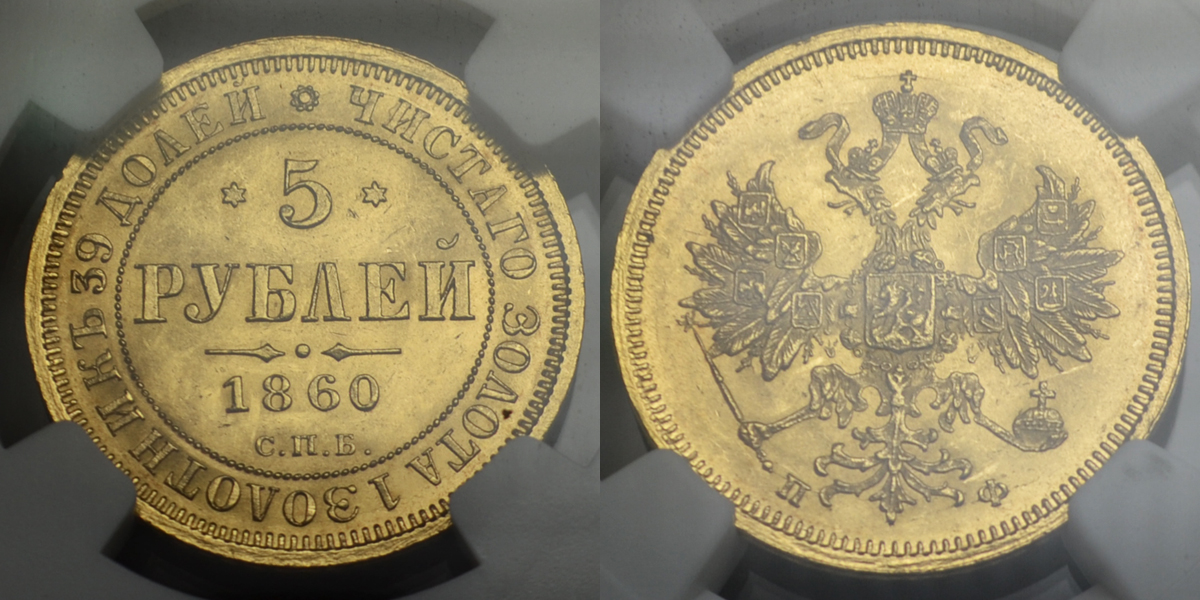 ЧИСТАГО ЗОЛОТА 1 ЗОЛОТНИКЪ 39 ДОЛЕЙ
5
РУБЛЕЙ
1860
С.П.Б.
П Ф